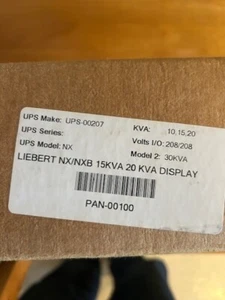 UPS Make: UPS-00207 KVA: 10,15,20
UPS Series: Volts I/O: 208/208
UPS Model: NX Model 2: 30KVA
LIEBERT NX/NXB 15KVA 20 KVA DISPLAY
PAN-00100